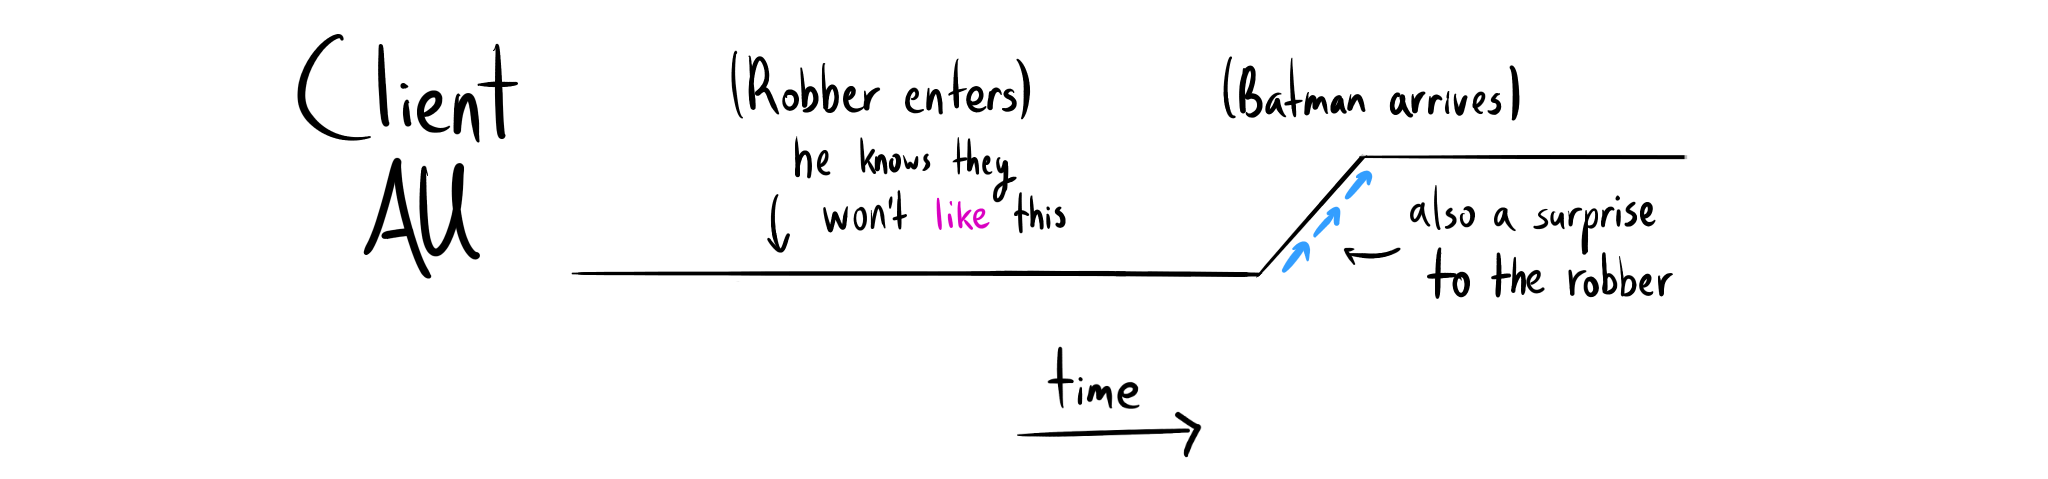 Client
AU
(Robber enters)
he knows they
won't like this
(Batman arrives)
also a surprise
to the robber
time